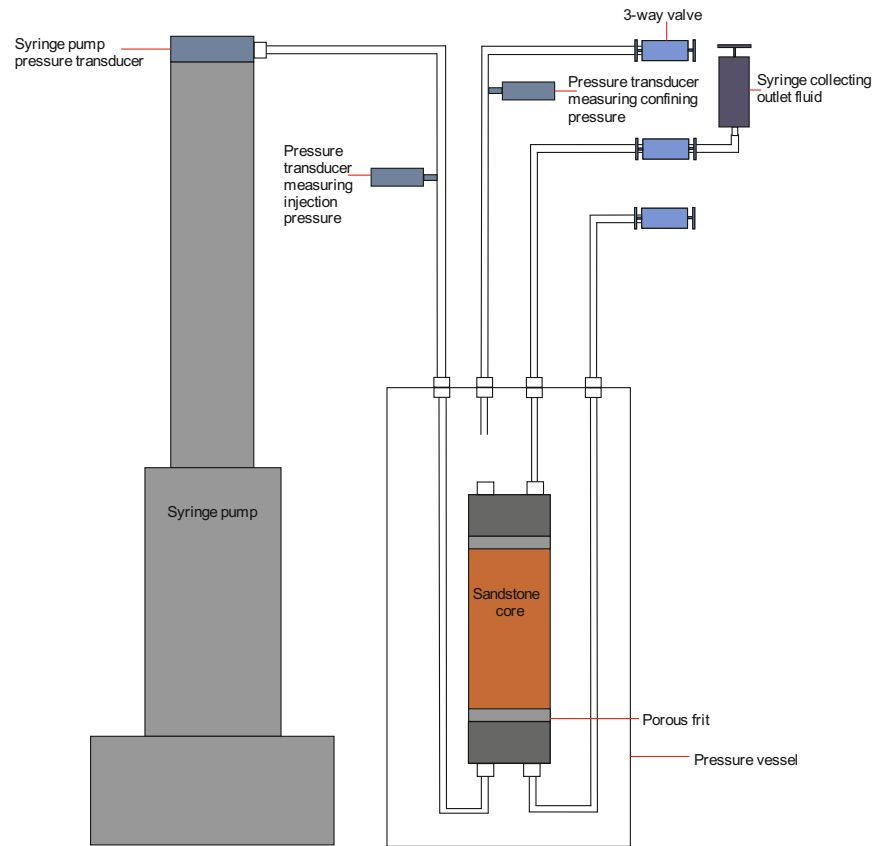 3-way valve
Syringe pump
pressure transducer
Pressure transducer
measuring confining
pressure
Syringe collecting
outlet fluid
Pressure
transducer
measuring
injection
pressure
Syringe pump
Sandstone
core
Porous frit
Pressure vessel